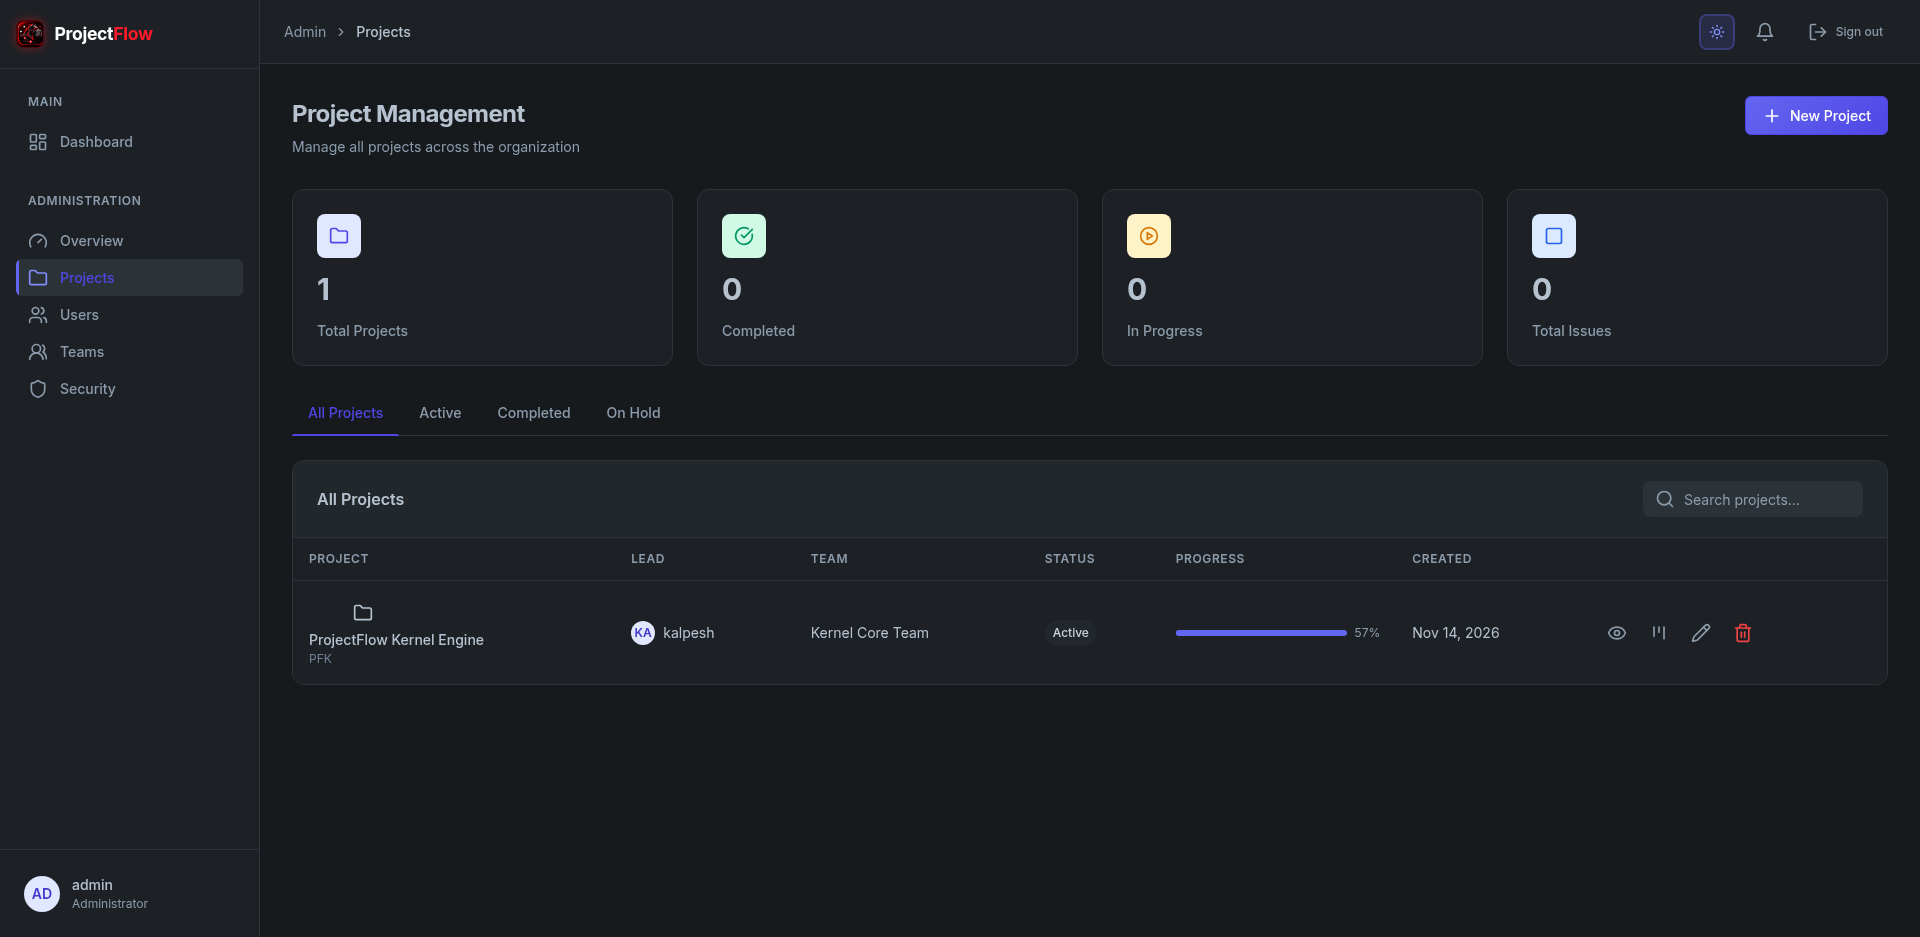 ProjectFlow
Admin > Projects
Sign out
MAIN
Dashboard
ADMINISTRATION
Overview
Projects
Users
Teams
Security
Project Management
Manage all projects across the organization
New Project
1
Total Projects
0
Completed
0
In Progress
0
Total Issues
All Projects Active Completed On Hold
All Projects
Search projects...
PROJECT LEAD TEAM STATUS PROGRESS CREATED
ProjectFlow Kernel Engine
PFK
KA kalpesh
Kernel Core Team
Active
57%
Nov 14, 2026
AD
admin
Administrator